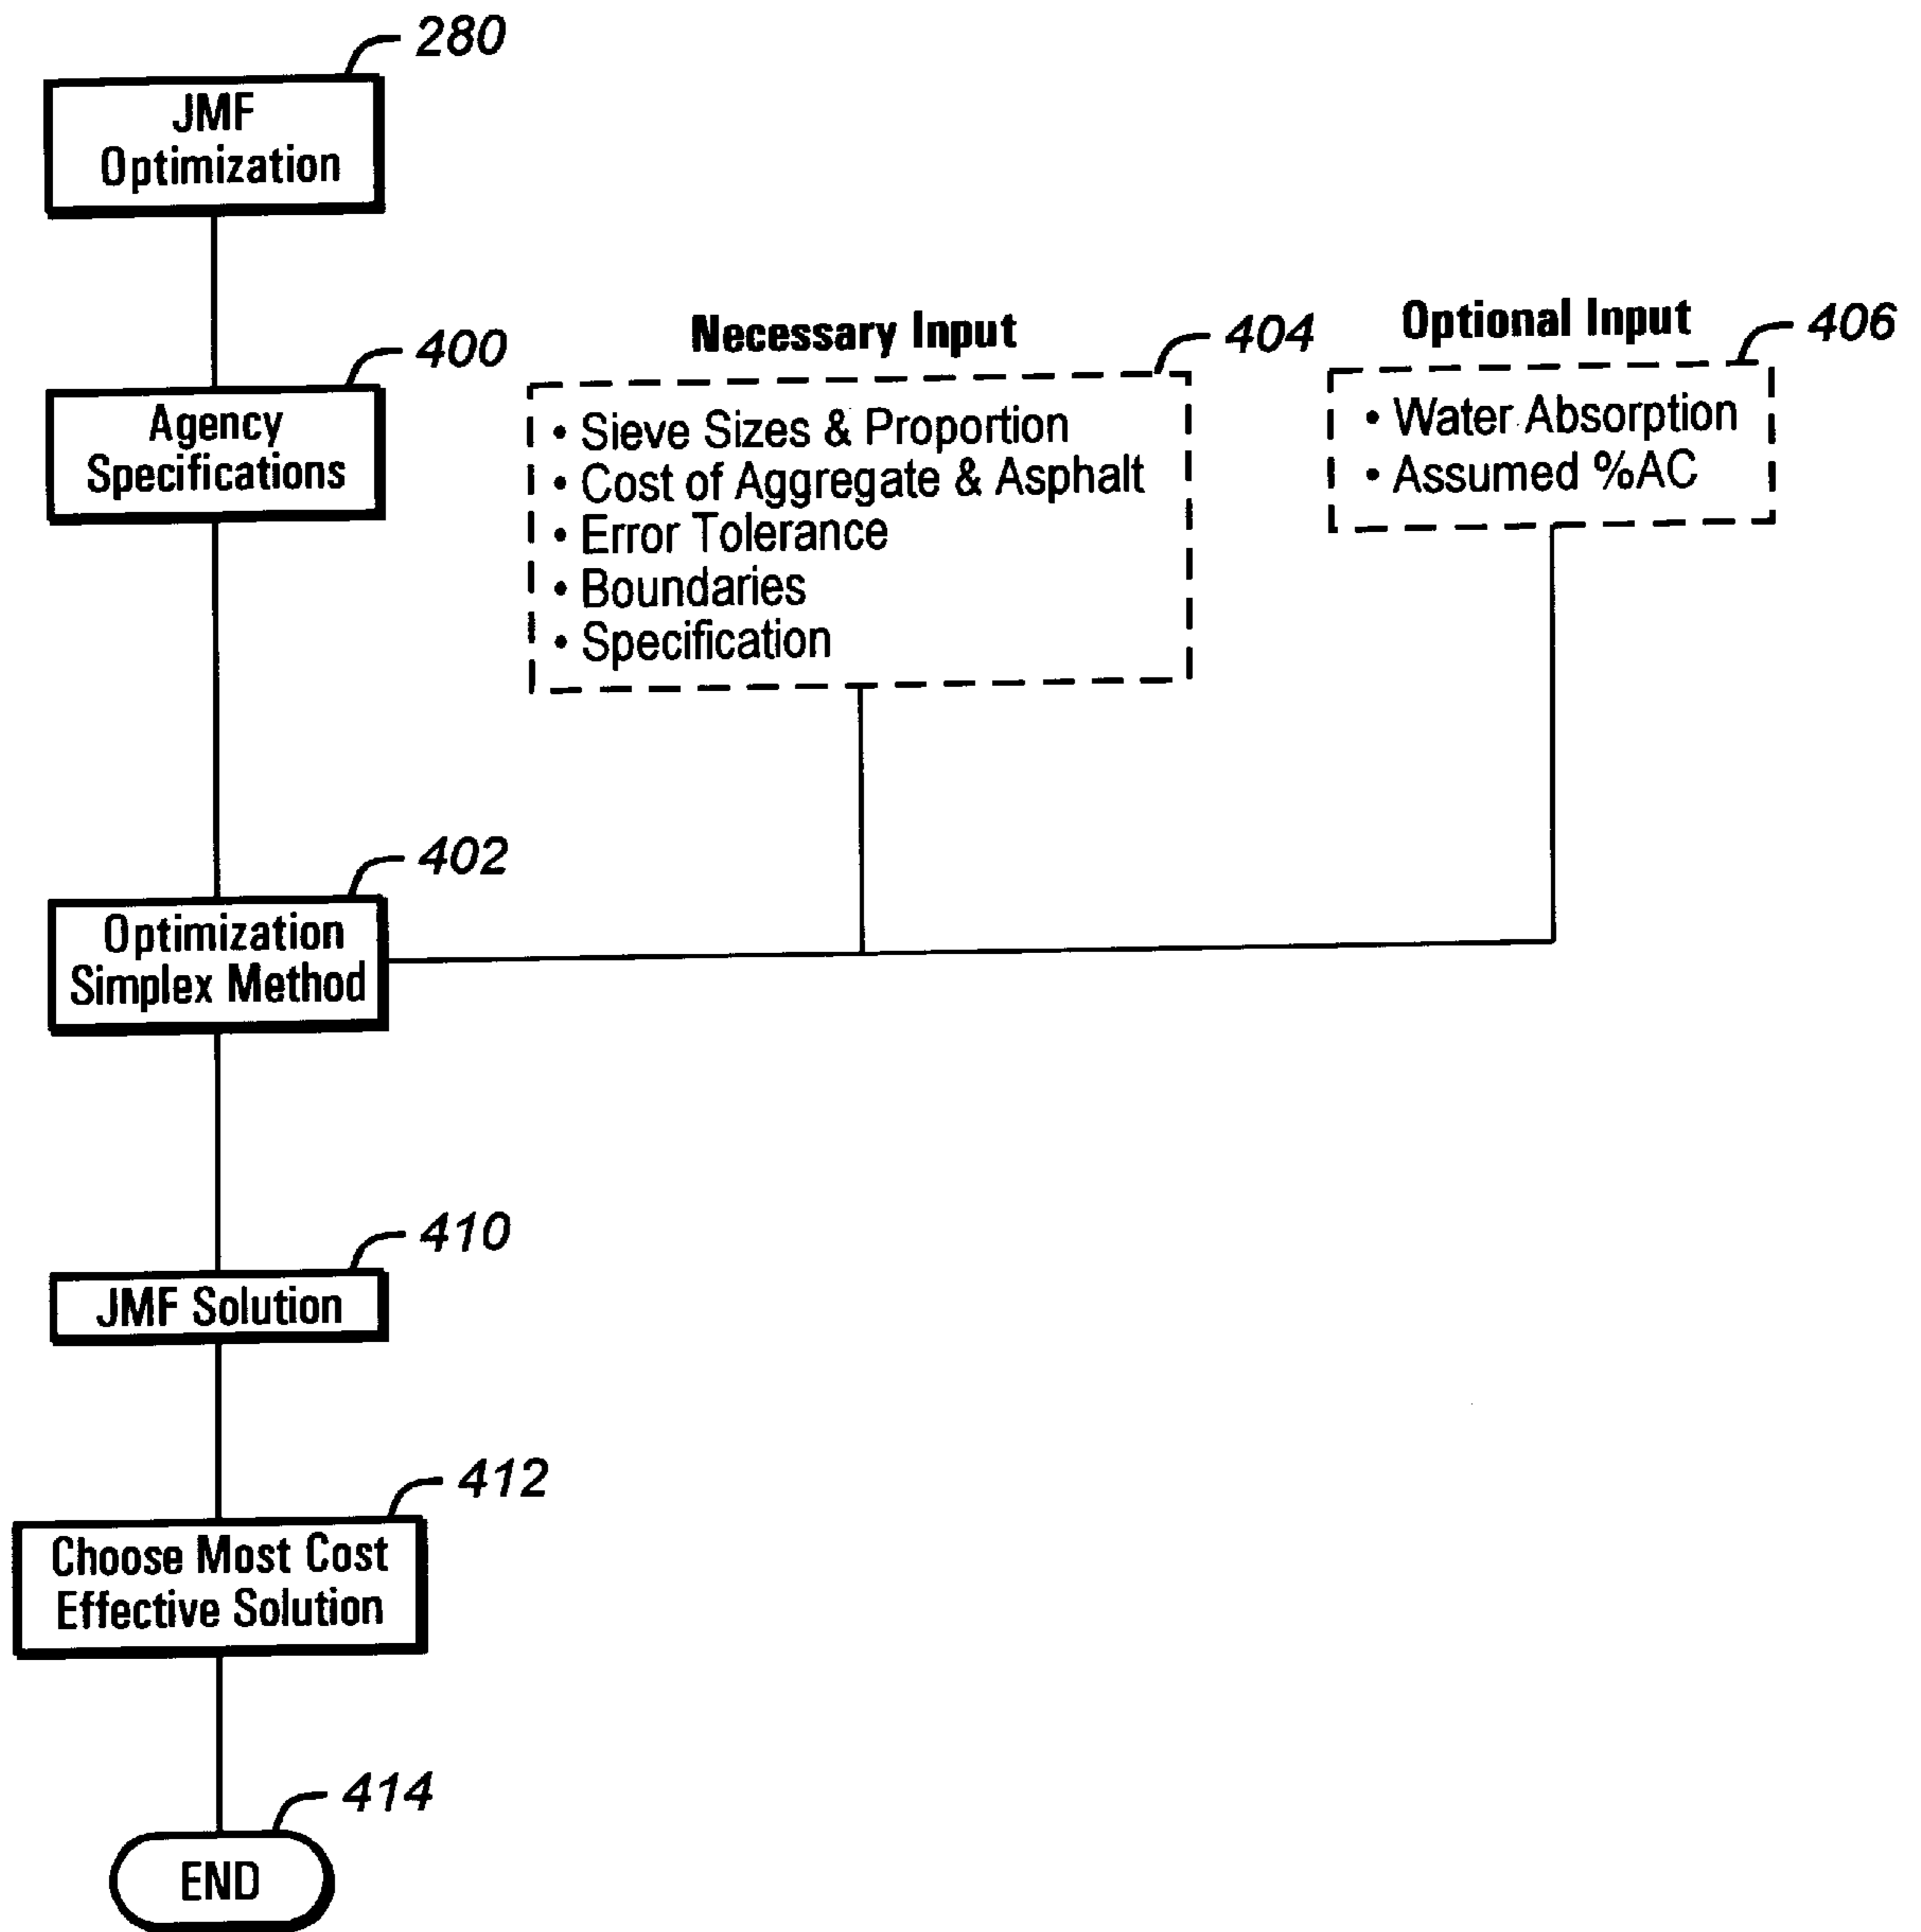 280
JMF
Optimization
400
Agency
Specifications
Necessary Input
404
• Sieve Sizes & Proportion
• Cost of Aggregate & Asphalt
• Error Tolerance
• Boundaries
• Specification
Optional Input
406
• Water Absorption
• Assumed %AC
402
Optimization
Simplex Method
410
JMF Solution
412
Choose Most Cost
Effective Solution
414
END